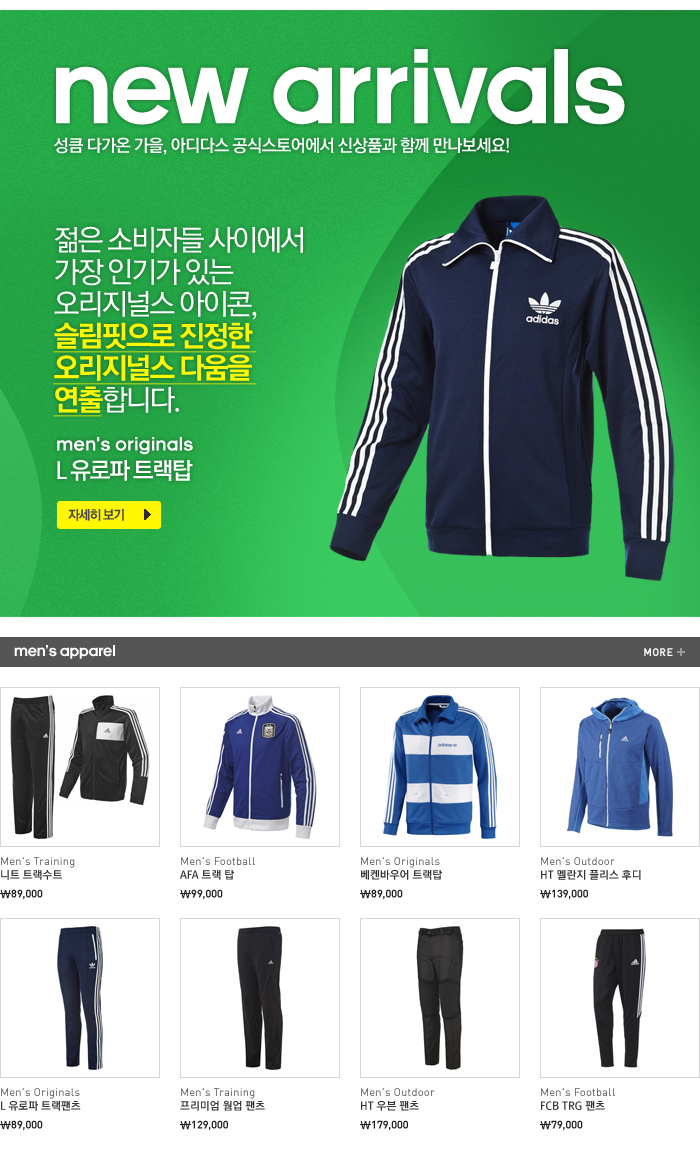 new arrivals
성큼 다가온 가을, 아디다스 공식스토어에서 신상품과 함께 만나보세요!
젊은 소비자들 사이에서
가장 인기가 있는
오리지널스 아이콘,
슬림핏으로 진정한
오리지널스 다움을
연출합니다.
men's originals
L 유로파 트랙탑
자세히 보기
adidas
men's apparel
MORE +
adidas
Men's Training
니트 트랙수트
₩89,000
Men's Football
AFA 트랙 탑
₩99,000
Men's Originals
베켄바우어 트랙탑
₩89,000
Men's Outdoor
HT 멜란지 플리스 후디
₩139,000
Men's Originals
L 유로파 트랙팬츠
₩89,000
Men's Training
프리미엄 웜업 팬츠
₩129,000
Men's Outdoor
HT 우븐 팬츠
₩179,000
Men's Football
FCB TRG 팬츠
₩79,000